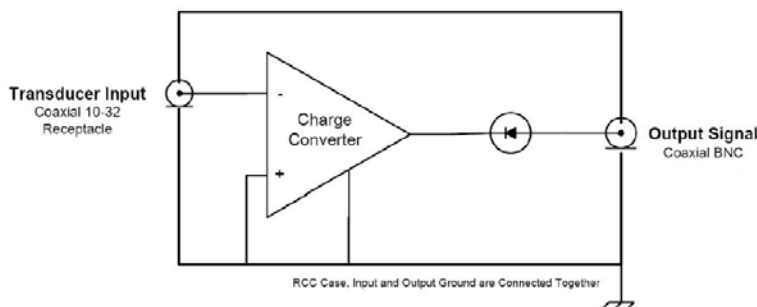 Transducer Input
Coaxial 10-32
Receptacle
-
Charge
Converter
+
Output Signal
Coaxial BNC
RCC Case, Input and Output Ground are Connected Together